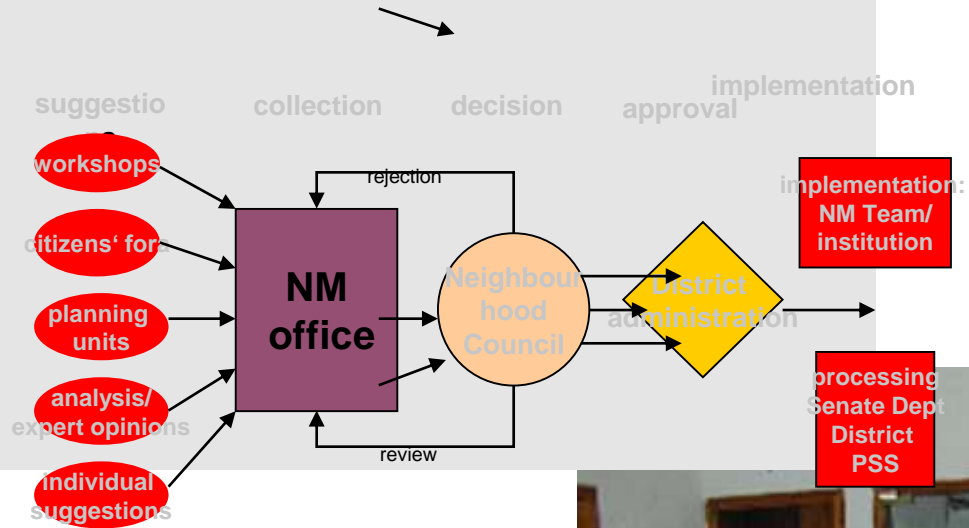 implementation
suggestio
collection
decision
approval
workshops
citizens' fora
planning
units
analysis/
expert opinions
individual
suggestions
rejection
NM
office
review
Neighbour
hood
Council
District
administration
implementation:
NM Team/
institution
processing
Senate Dept
District
PSS